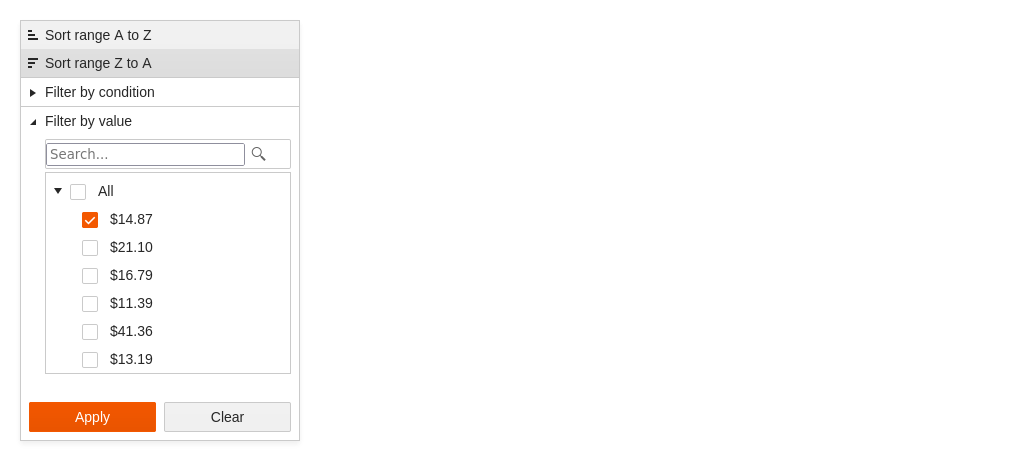 Sort range A to Z
Sort range Z to A
Filter by condition
Filter by value
Search...
All
$14.87
$21.10
$16.79
$11.39
$41.36
$13.19
Apply Clear